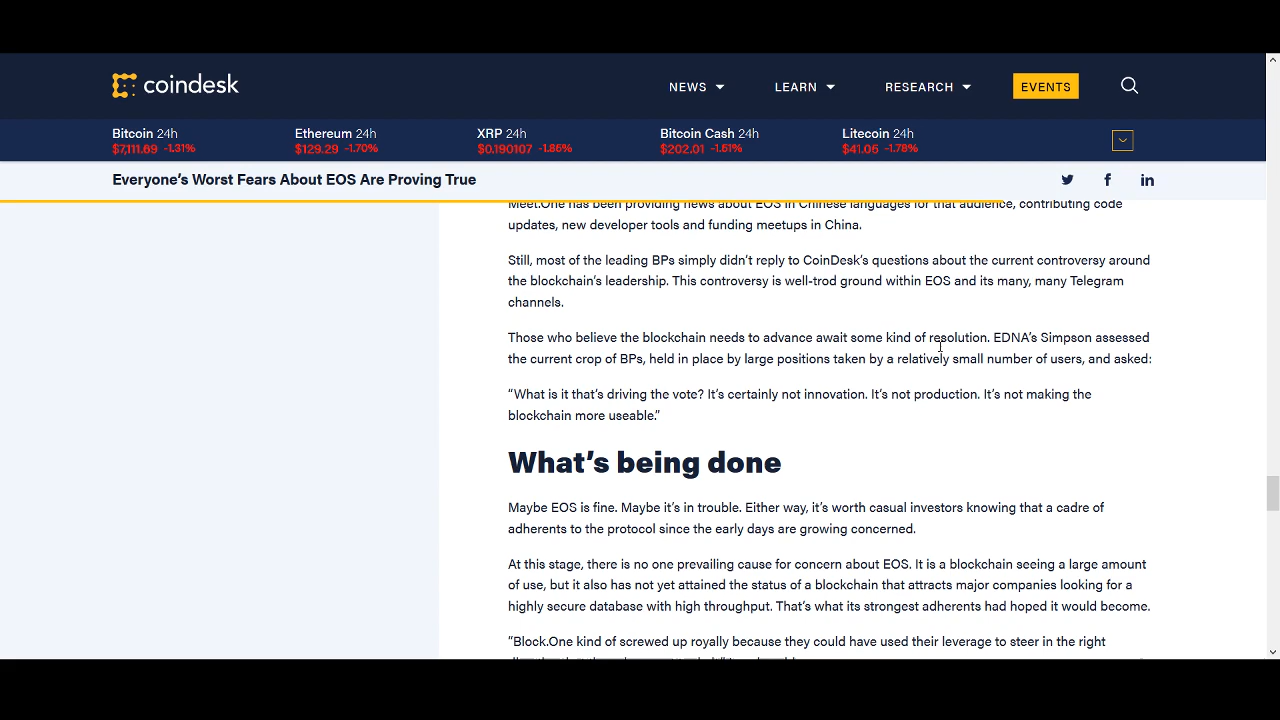 coindesk
NEWS
LEARN
RESEARCH
EVENTS
Bitcoin 24h
$7,111.69 -1.31%
Ethereum 24h
$129.29 -1.70%
XRP 24h
$0.190107 -1.86%
Bitcoin Cash 24h
$202.01 -1.51%
Litecoin 24h
$41.05 -1.78%
Everyone's Worst Fears About EOS Are Proving True
Meet.One has been providing news about EOS in Chinese languages for that audience, contributing code
updates, new developer tools and funding meetups in China.
Still, most of the leading BPs simply didn't reply to CoinDesk's questions about the current controversy around
the blockchain's leadership. This controversy is well-trod ground within EOS and its many, many Telegram
channels.
Those who believe the blockchain needs to advance await some kind of resolution. EDNA's Simpson assessed
the current crop of BPs, held in place by large positions taken by a relatively small number of users, and asked:
"What is it that's driving the vote? It's certainly not innovation. It's not production. It's not making the
blockchain more useable."
What's being done
Maybe EOS is fine. Maybe it's in trouble. Either way, it's worth casual investors knowing that a cadre of
adherents to the protocol since the early days are growing concerned.
At this stage, there is no one prevailing cause for concern about EOS. It is a blockchain seeing a large amount
of use, but it also has not yet attained the status of a blockchain that attracts major companies looking for a
highly secure database with high throughput. That's what its strongest adherents had hoped it would become.
"Block.One kind of screwed up royally because they could have used their leverage to steer in the right